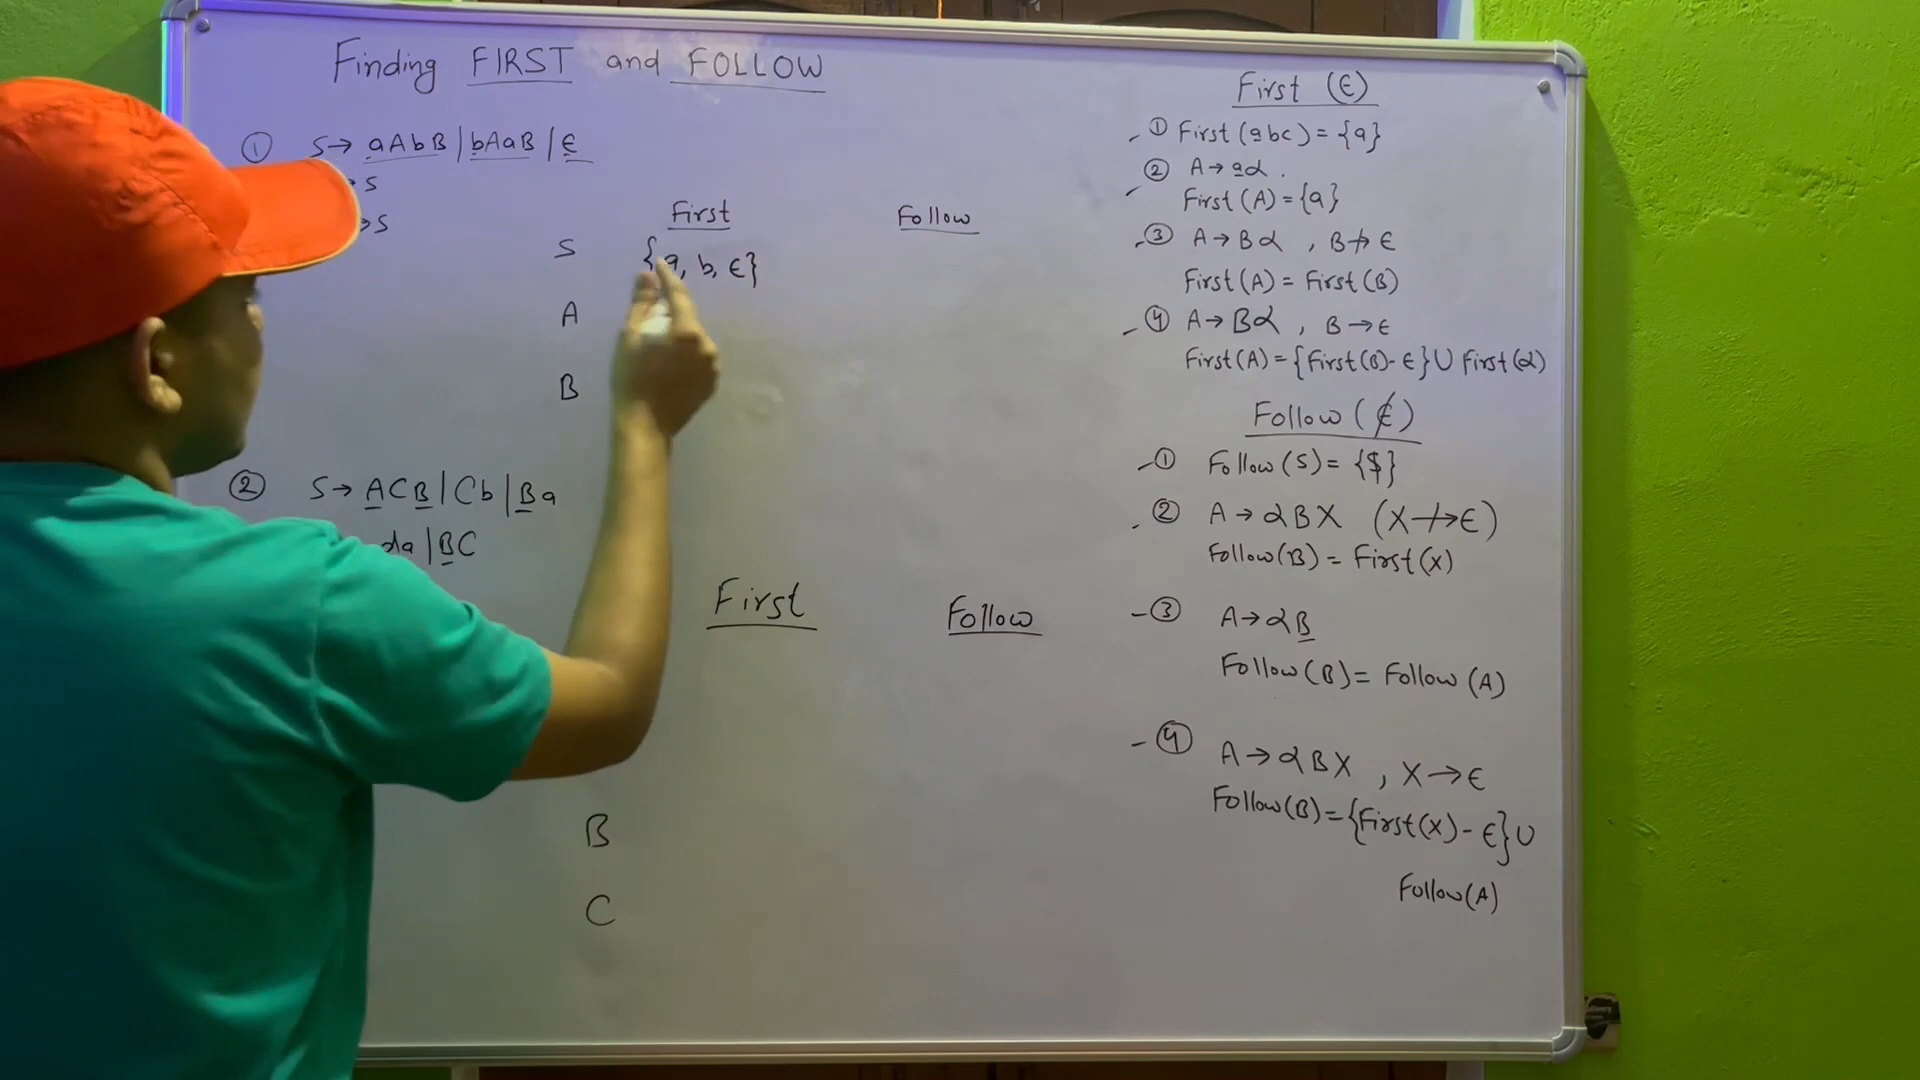 Finding FIRST and FOLLOW
① S→ aAbB | bAaB | ϵ
→ S
→ S
First Follow
S {a, b, ϵ}
A
B
② S→ ACB | Cb | Ba
da | BC
First Follow
B
C
First (ϵ)
① First (abc) = {a}
② A→ aα .
First (A) = {a}
③ A→ Bα , B↛ ϵ
First (A) = First (B)
④ A→ Bα , B→ϵ
First (A) = {First (B) - ϵ} U First (α)
Follow (ϵ̸)
① Follow (S) = {$}
② A→ αBX (X↛ϵ)
Follow (B) = First (X)
③ A→ αB
Follow (B) = Follow (A)
④ A→ αBX , X→ϵ
Follow (B) = {First (X) - ϵ} U
Follow (A)